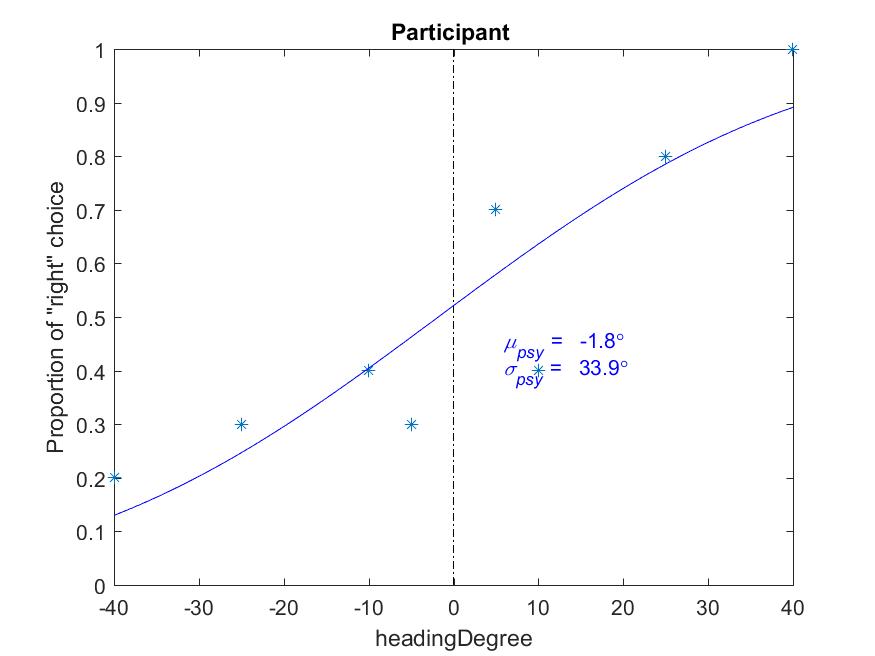 Participant
1
0.9
0.8
0.7
0.6
0.5
0.4
0.3
0.2
0.1
0
Proportion of "right" choice
μpsy = -1.8°
σpsy = 33.9°
-40 -30 -20 -10 0 10 20 30 40
headingDegree